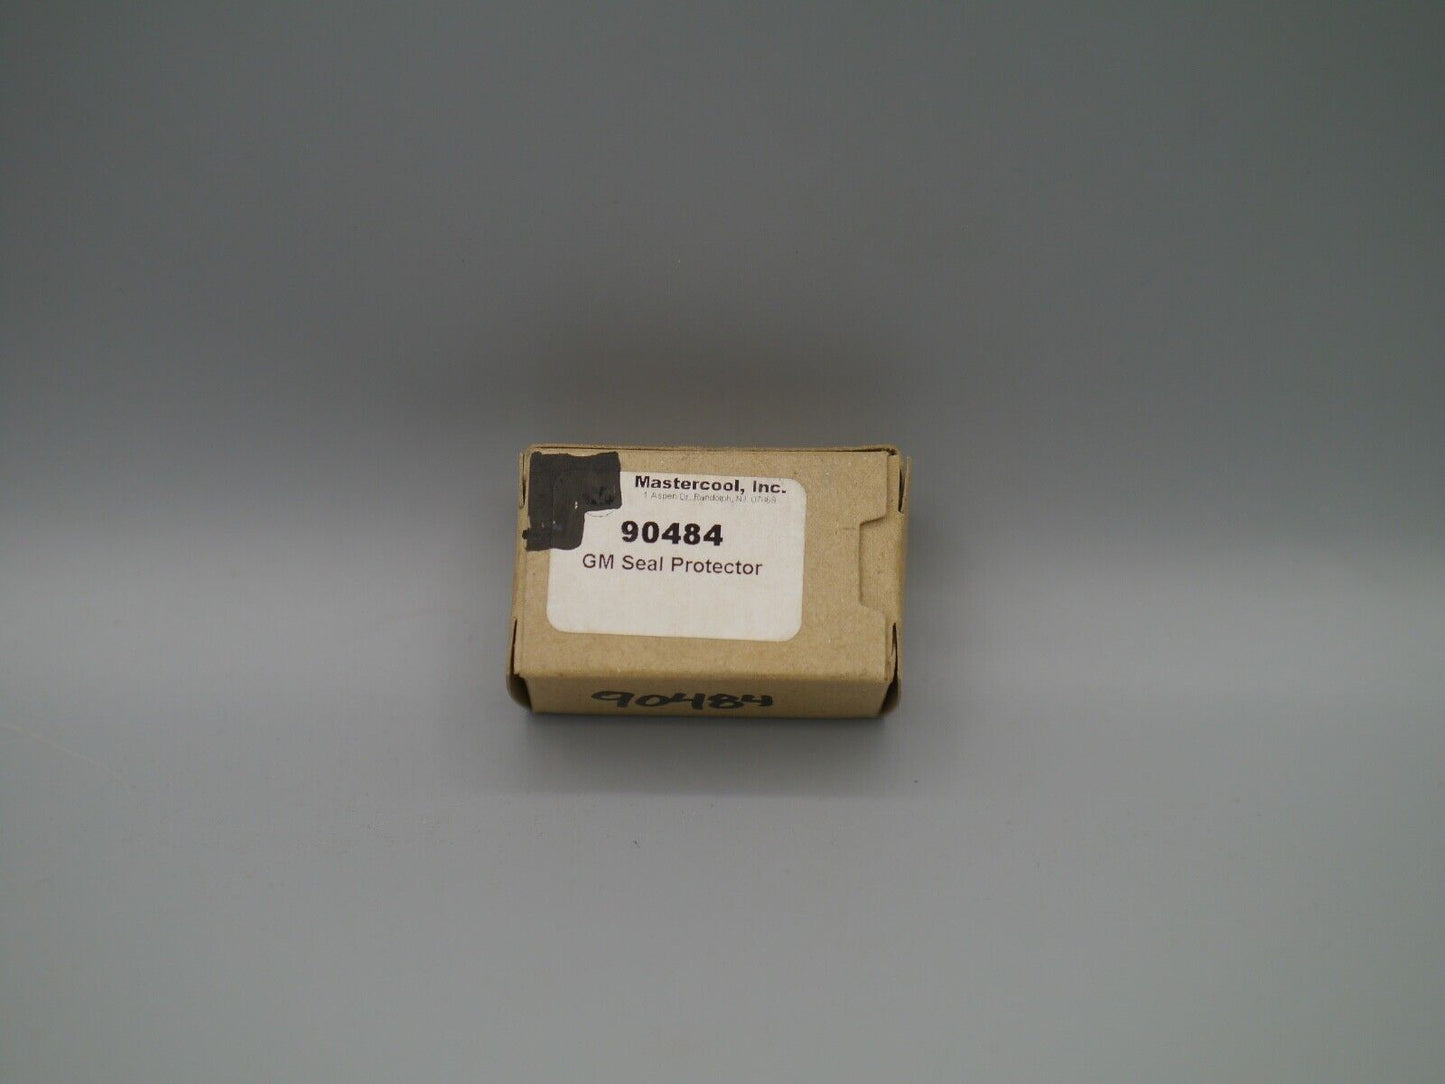 Mastercool, Inc.
1 Aspen Dr. Randolph, NJ 07869
90484
GM Seal Protector
90484